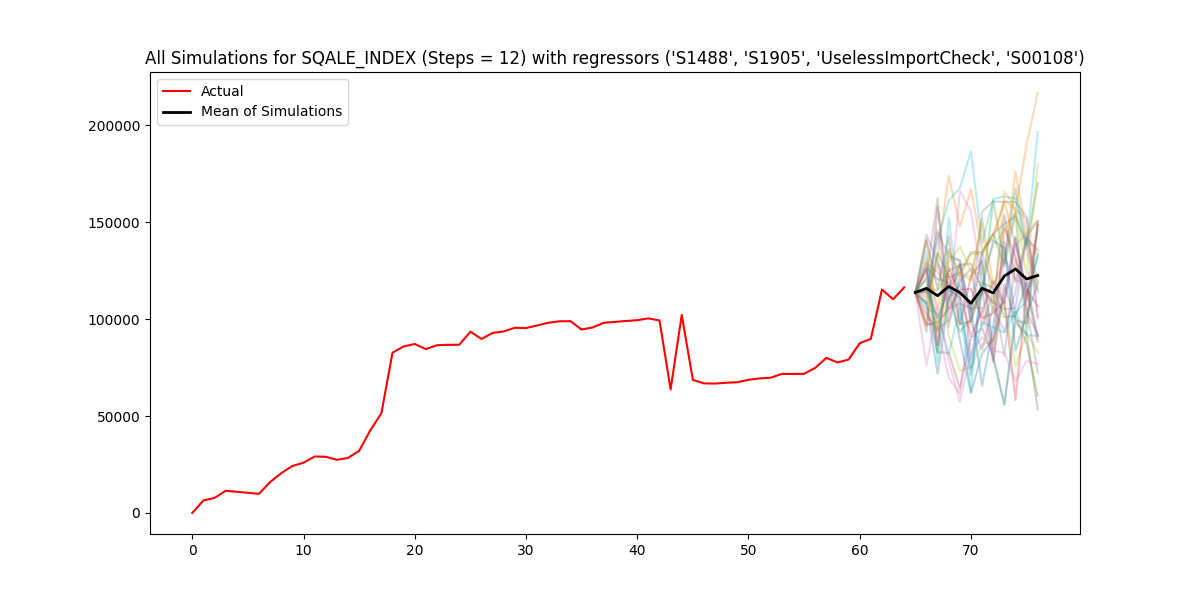 All Simulations for SQALE_INDEX (Steps = 12) with regressors ('S1488', 'S1905', 'UselessImportCheck', 'S00108')
Actual
Mean of Simulations
200000
150000
100000
50000
0
0 10 20 30 40 50 60 70